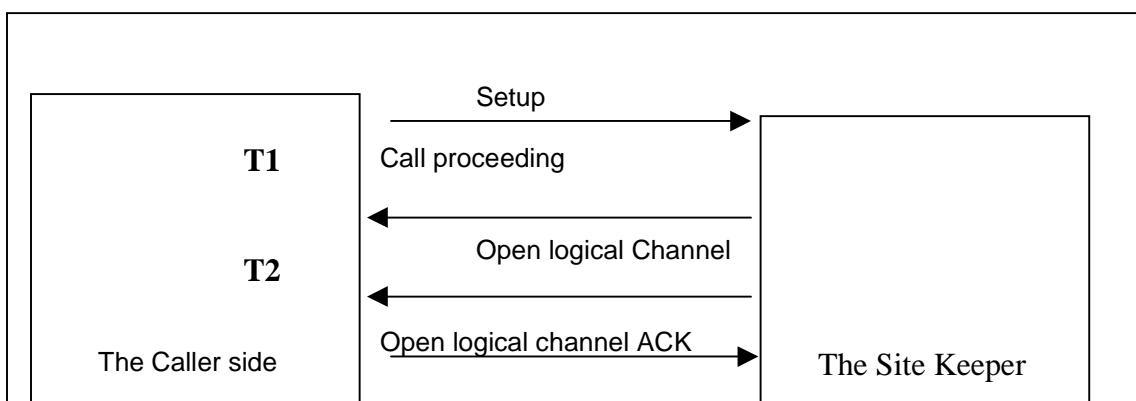 Setup
T1
Call proceeding
Open logical Channel
T2
Open logical channel ACK
The Caller side
The Site Keeper